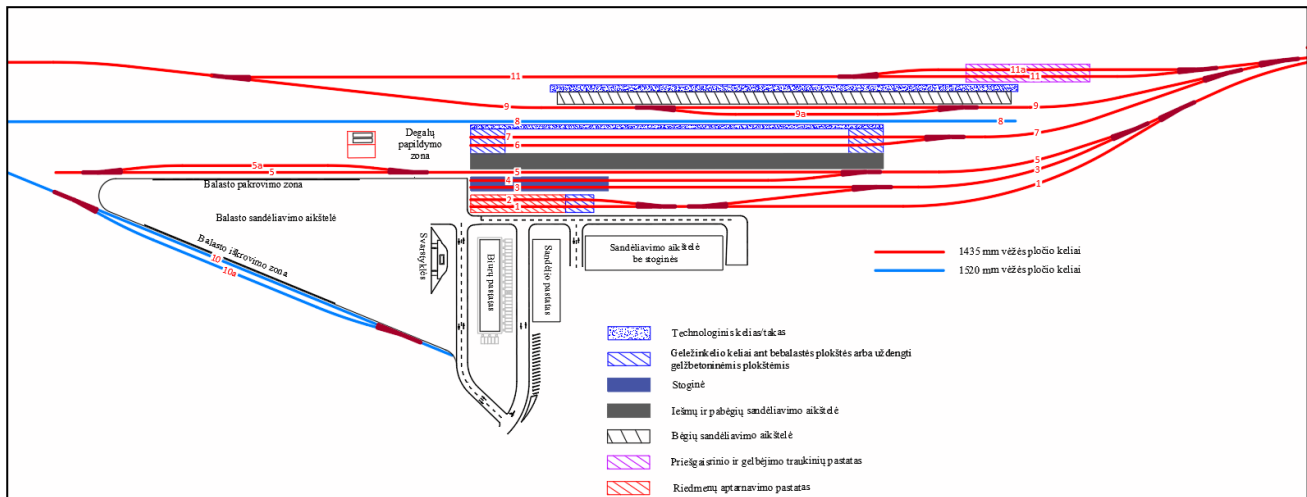 11a
11
11
9
9
9a
8
8
Degalų
papildymo
zona
7
7
6
5a
5
5
5
4
3
3
2
1
1
Balasto pakrovimo zona
Balasto sandėliavimo aikštelė
Balasto iškrovimo zona
10
10a
Svarstyklės
Biurų pastatas
Sandėlio pastatas
Sandėliavimo aikštelė
be stoginės
1435 mm vėžės pločio keliai
1520 mm vėžės pločio keliai
Technologinis kelias/takas
Geležinkelio keliai ant bebalastės plokštės arba uždengti
gelžbetoninėmis plokštėmis
Stoginė
Iešmų ir pabėgių sandėliavimo aikštelė
Bėgių sandėliavimo aikštelė
Priešgaisrinio ir gelbėjimo traukinių pastatas
Riedmenų aptarnavimo pastatas